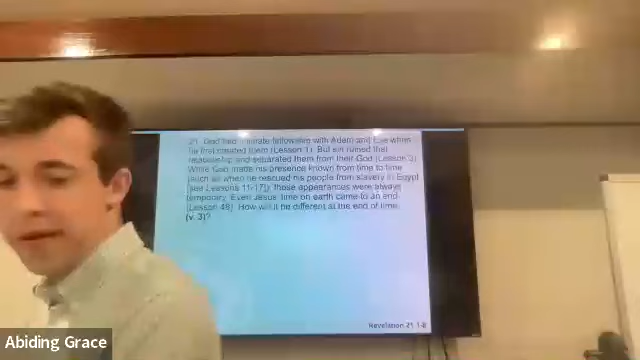 21. God had intimate fellowship with Adam and Eve when
he first created them (Lesson 1). But sin ruined that
relationship and separated them from their God (Lesson 3).
While God made his presence known from time to time
(such as when he rescued his people from slavery in Egypt
[see Lessons 11-17]), those appearances were always
temporary. Even Jesus' time on earth came to an end
(Lesson 48). How will it be different at the end of time
(v. 3)?
Revelation 21:1-8
Abiding Grace